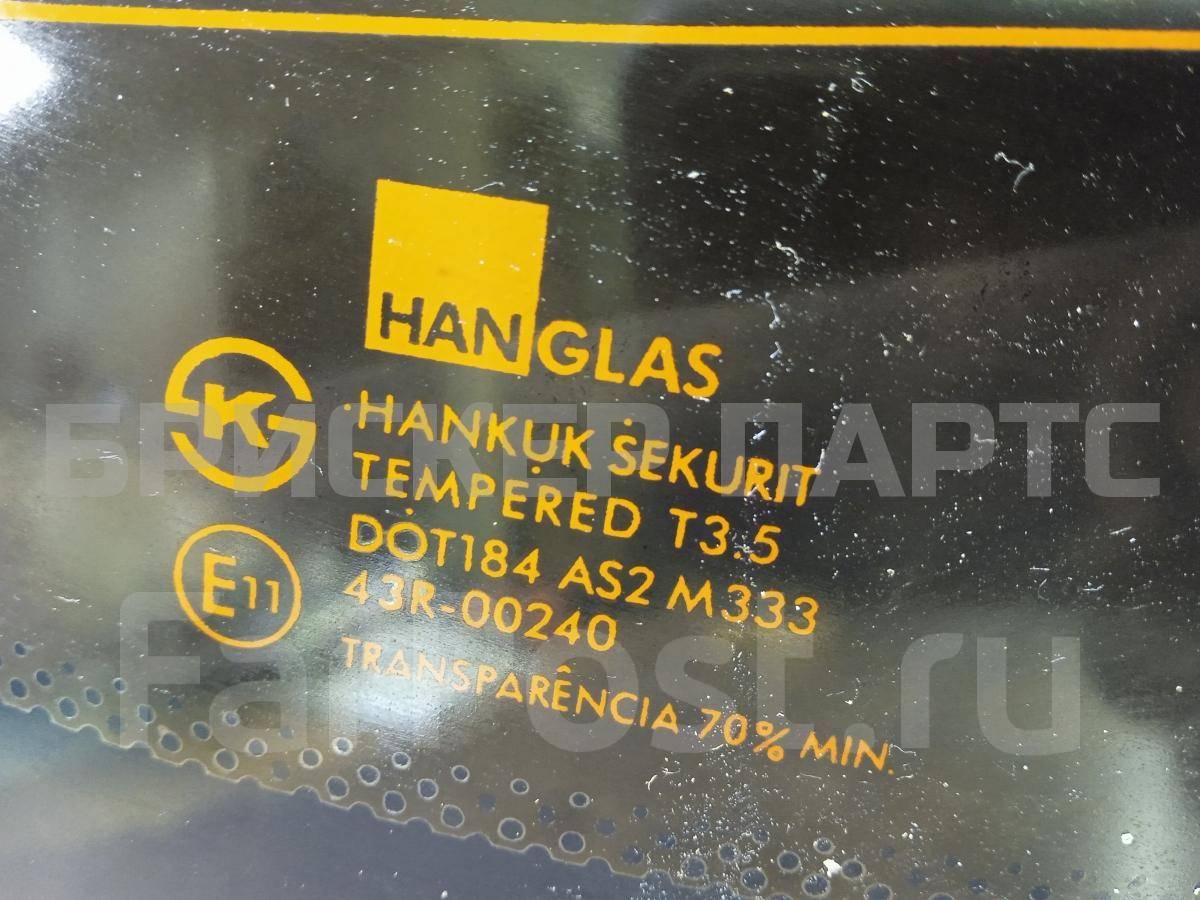 HANGLAS
K
HANKUK SEKURIT
TEMPERED T3.5
DOT184 AS2 M333
E11
43R-00240
TRANSPARÊNCIA 70% MIN.
БРИСКЕР ПАРТС
Farpost.ru